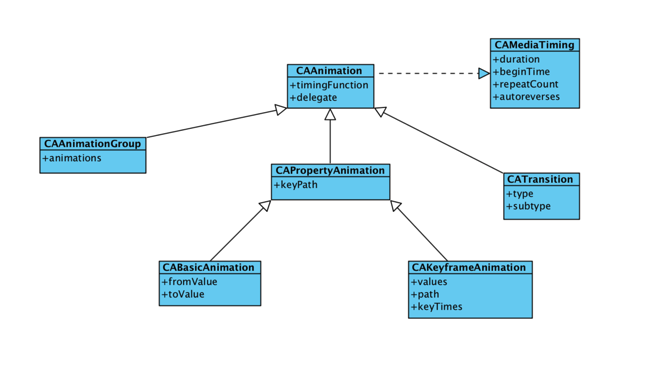 CAMediaTiming
+duration
+beginTime
+repeatCount
+autoreverses
CAAnimation
+timingFunction
+delegate
CAAnimationGroup
+animations
CAPropertyAnimation
+keyPath
CATransition
+type
+subtype
CABasicAnimation
+fromValue
+toValue
CAKeyframeAnimation
+values
+path
+keyTimes